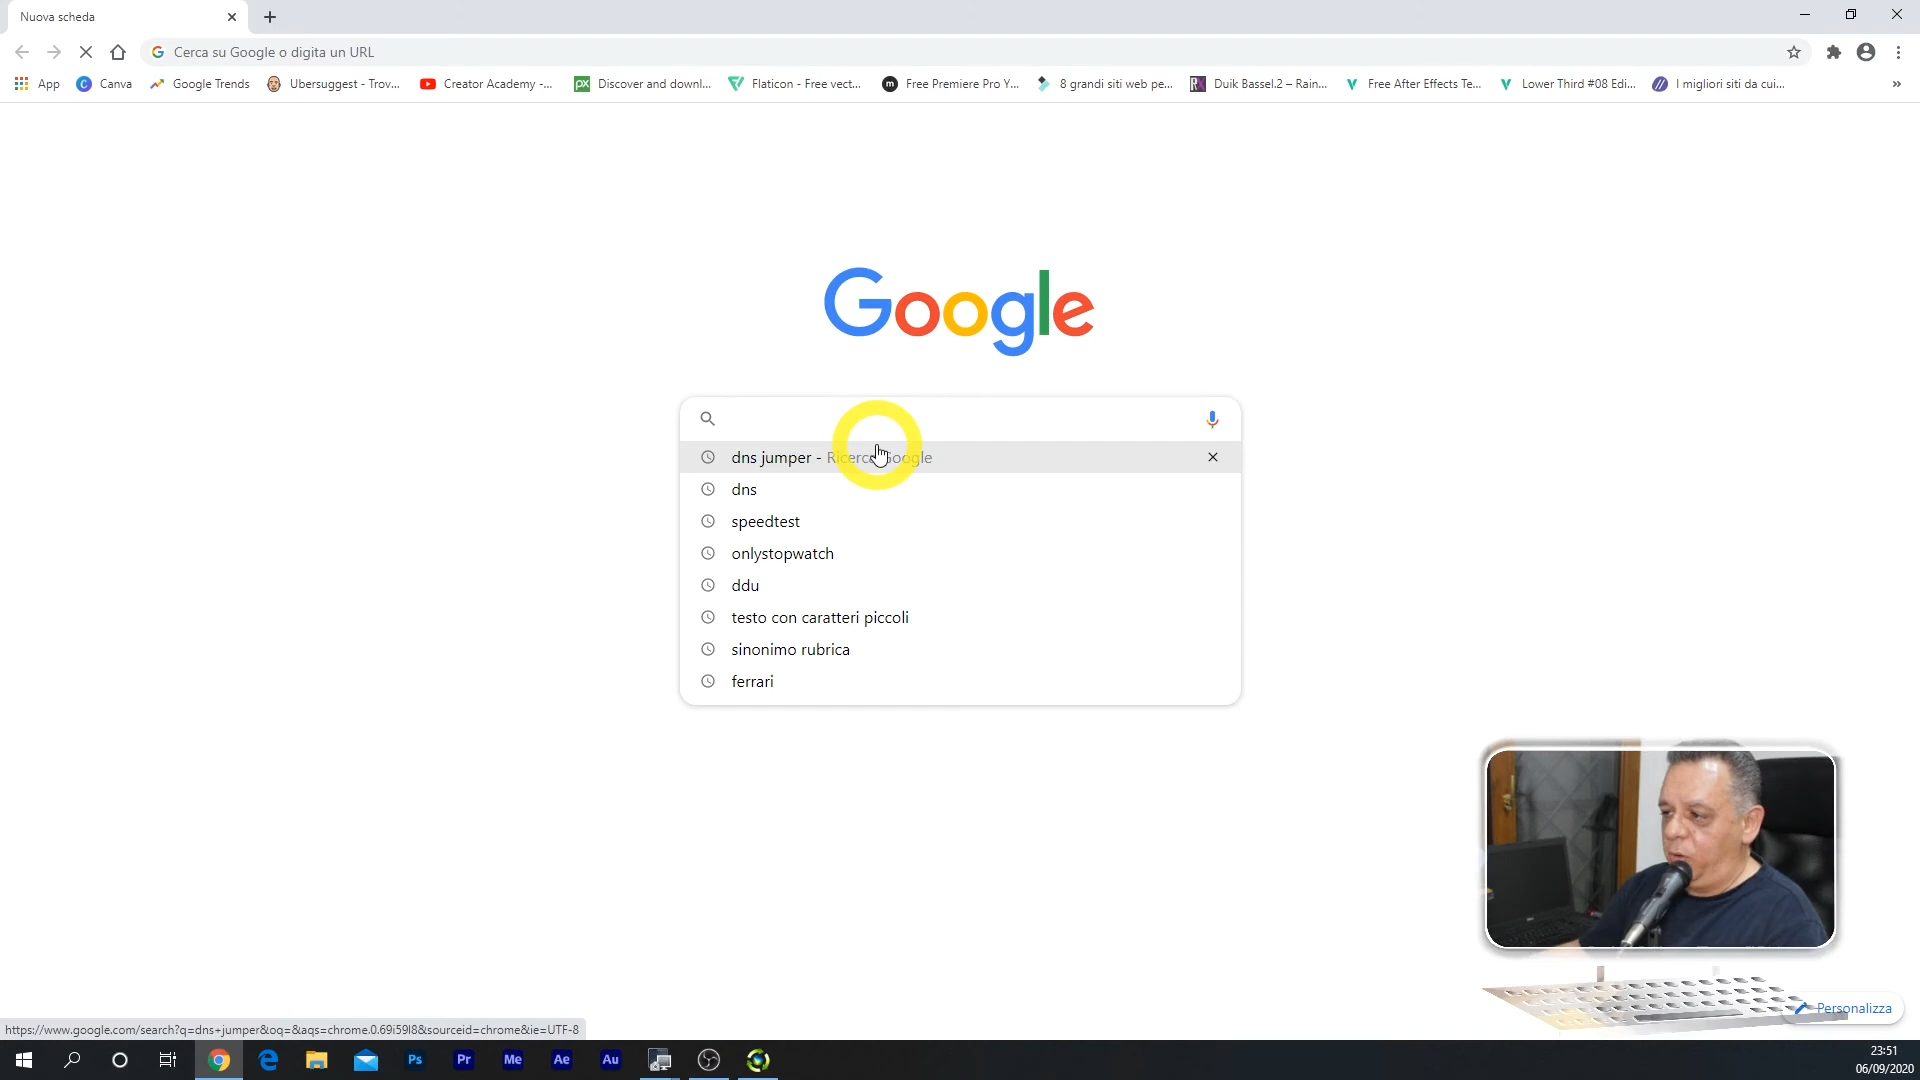 Nuova scheda
Cerca su Google o digita un URL
App Canva Google Trends Ubersuggest - Trov... Creator Academy -... Discover and downl... Flaticon - Free vect... Free Premiere Pro Y... 8 grandi siti web pe... Duik Bassel.2 – Rain... Free After Effects Te... Lower Third #08 Edi... I migliori siti da cui...
Google
dns jumper - Ricerca Google
dns
speedtest
onlystopwatch
ddu
testo con caratteri piccoli
sinonimo rubrica
ferrari
Personalizza
https://www.google.com/search?q=dns+jumper&oq=&aqs=chrome.0.69i59l8&sourceid=chrome&ie=UTF-8
Ps Pr Me Ae Au
23:51
06/09/2020